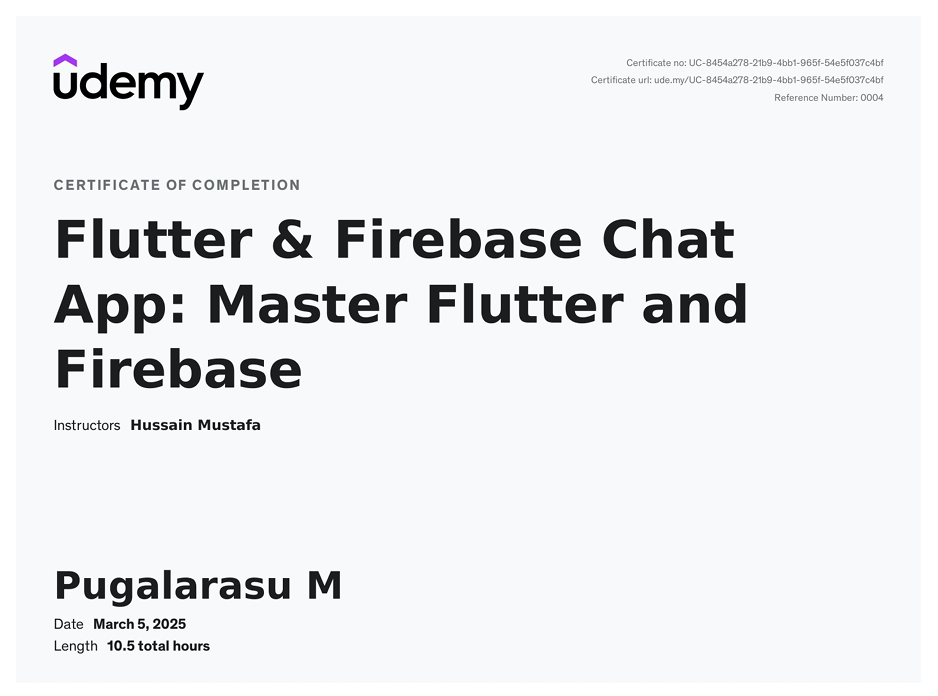 udemy
Certificate no: UC-8454a278-21b9-4bb1-965f-54e5f037c4bf
Certificate url: ude.my/UC-8454a278-21b9-4bb1-965f-54e5f037c4bf
Reference Number: 0004
CERTIFICATE OF COMPLETION
Flutter & Firebase Chat
App: Master Flutter and
Firebase
Instructors Hussain Mustafa
Pugalarasu M
Date March 5, 2025
Length 10.5 total hours